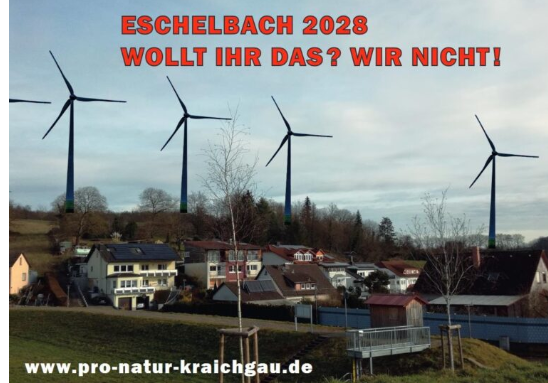 ESCHELBACH 2028
WOLLT IHR DAS? WIR NICHT!
www.pro-natur-kraichgau.de